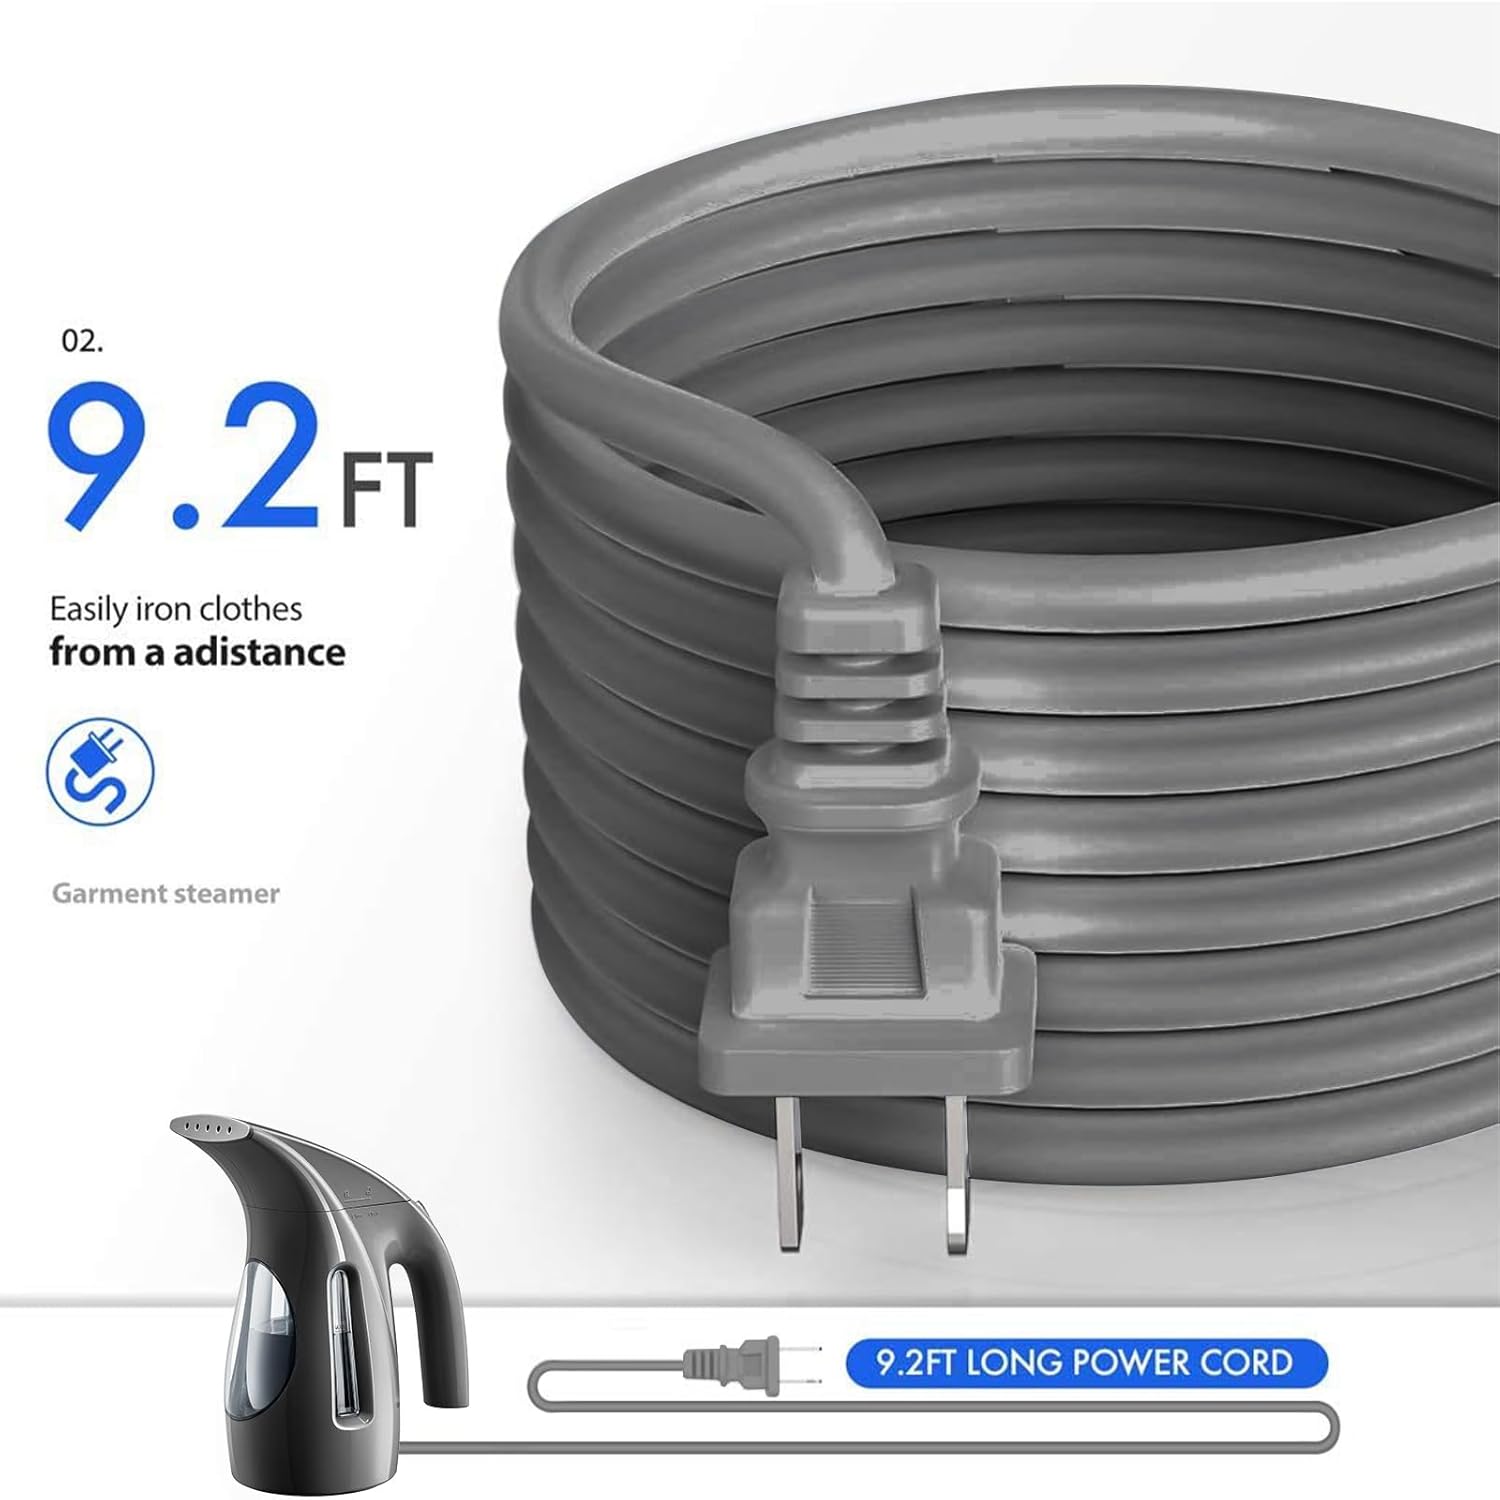 02.
9.2FT
Easily iron clothes
from a adistance
Garment steamer
9.2FT LONG POWER CORD